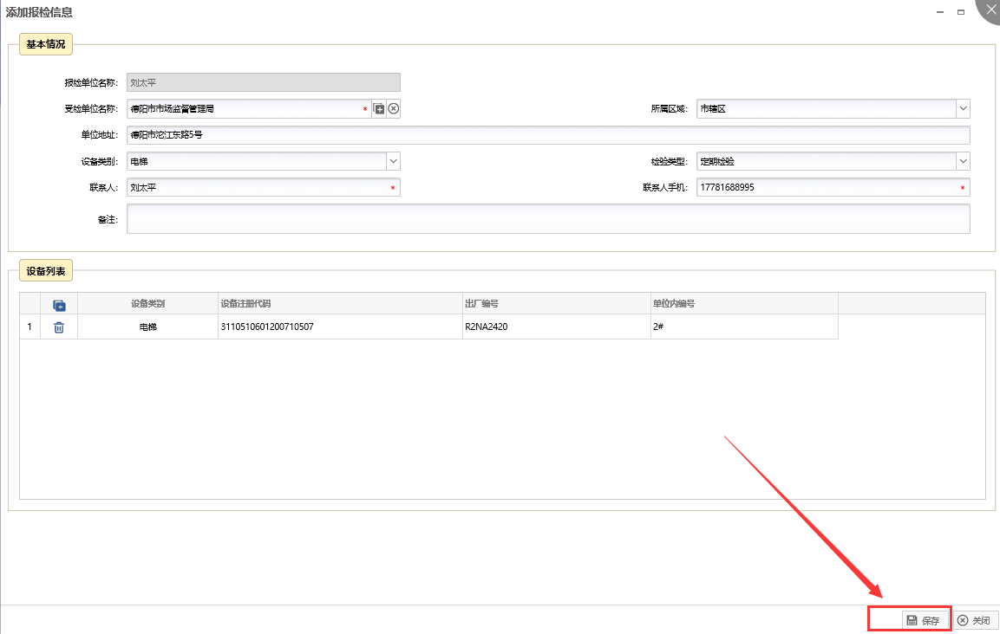 添加报检信息
基本情况
报检单位名称: 刘太平
受检单位名称: 德阳市市场监督管理局 * 所属区域: 市辖区
单位地址: 德阳市沱江东路5号
设备类别: 电梯 检验类型: 定期检验
联系人: 刘太平 * 联系人手机: 17781688995 *
备注:
设备列表
设备类别 设备注册代码 出厂编号 单位内编号
1 电梯 3110510601200710507 R2NA2420 2#
保存 关闭